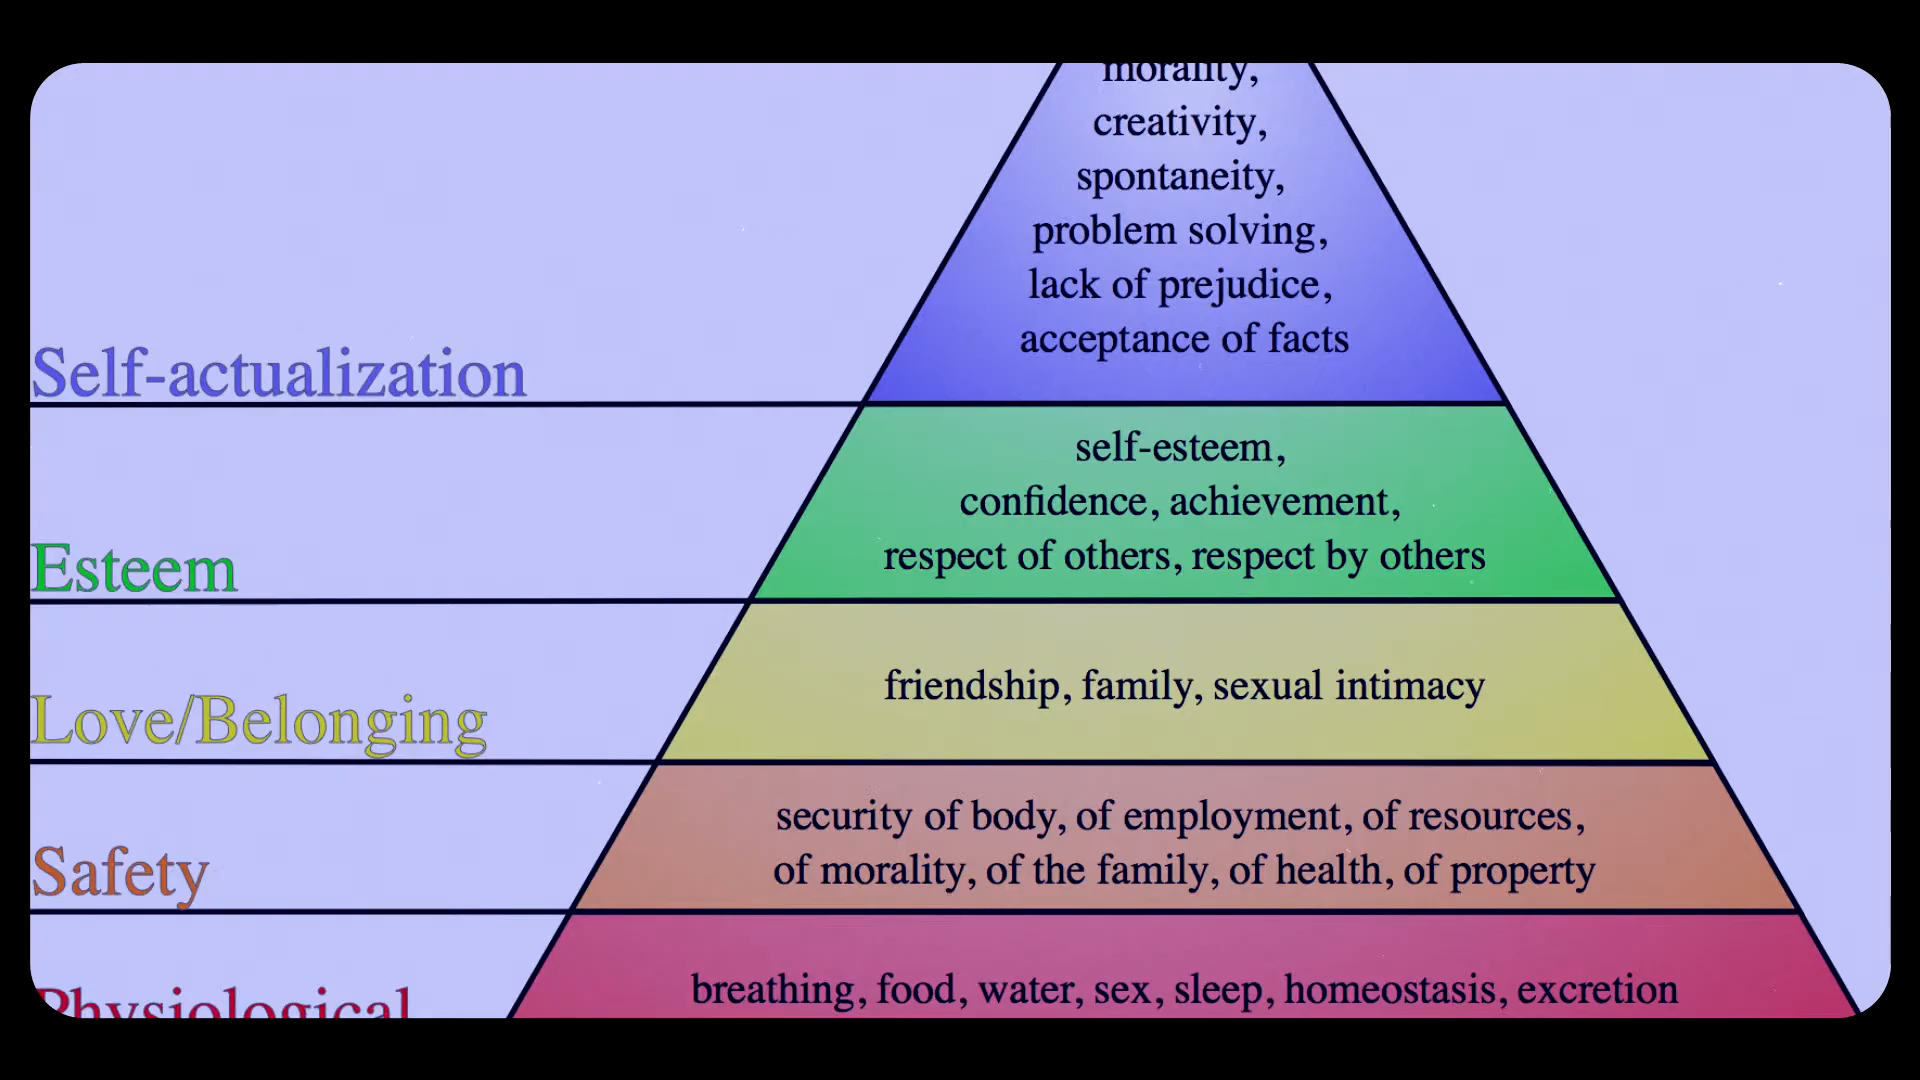 morality,
creativity,
spontaneity,
problem solving,
lack of prejudice,
acceptance of facts
Self-actualization
self-esteem,
confidence, achievement,
respect of others, respect by others
Esteem
friendship, family, sexual intimacy
Love/Belonging
security of body, of employment, of resources,
of morality, of the family, of health, of property
Safety
breathing, food, water, sex, sleep, homeostasis, excretion
Physiological